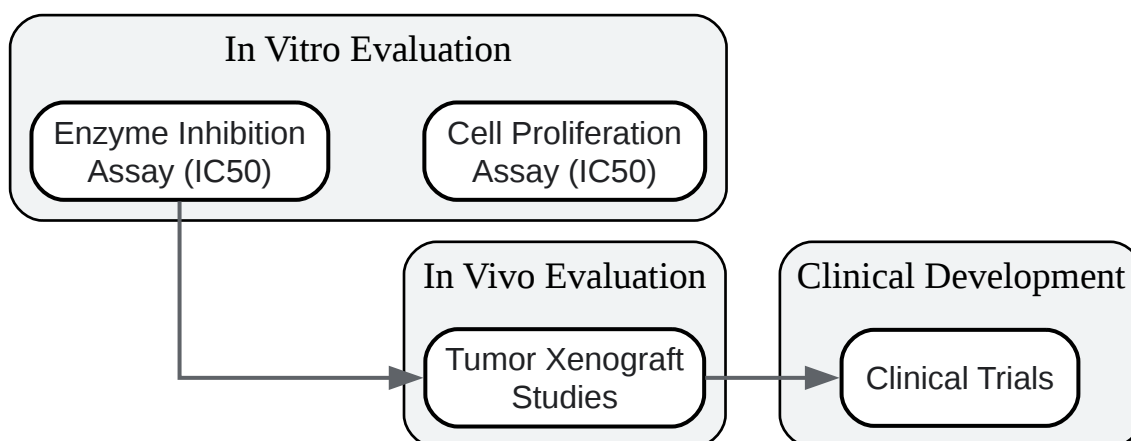 In Vitro Evaluation
Enzyme Inhibition
Assay (IC50)
Cell Proliferation
Assay (IC50)
In Vivo Evaluation
Tumor Xenograft
Studies
Clinical Development
Clinical Trials